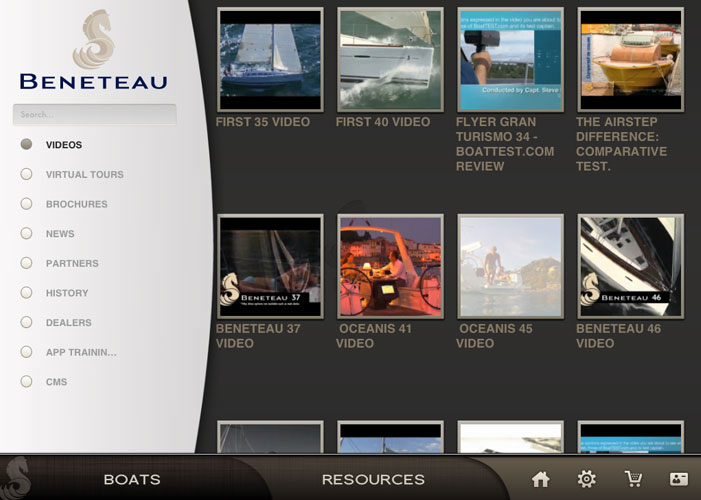 BENETEAU
Search...
VIDEOS
VIRTUAL TOURS
BROCHURES
NEWS
PARTNERS
HISTORY
DEALERS
APP TRAININ...
CMS
FIRST 35 VIDEO
FIRST 40 VIDEO
Conducted by Capt. Steve
FLYER GRAN
TURISMO 34 -
BOATTEST.COM
REVIEW
THE AIRSTEP
DIFFERENCE:
COMPARATIVE
TEST.
BENETEAU 37
BENETEAU 37
VIDEO
OCEANIS 41
VIDEO
OCEANIS 45
VIDEO
BENETEAU 46
BENETEAU 46
VIDEO
BOATS
RESOURCES